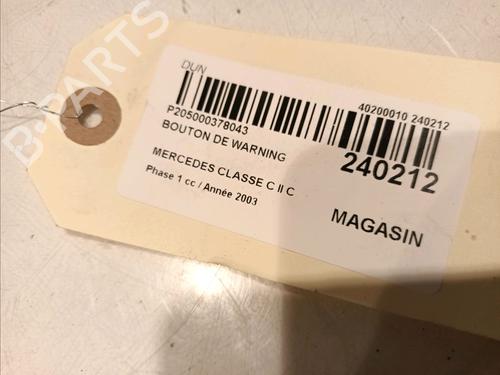 DUN
P205000378043
40200010 240212
BOUTON DE WARNING
240212
MERCEDES CLASSE C II C
Phase 1 cc / Année 2003
MAGASIN
B-PARTS